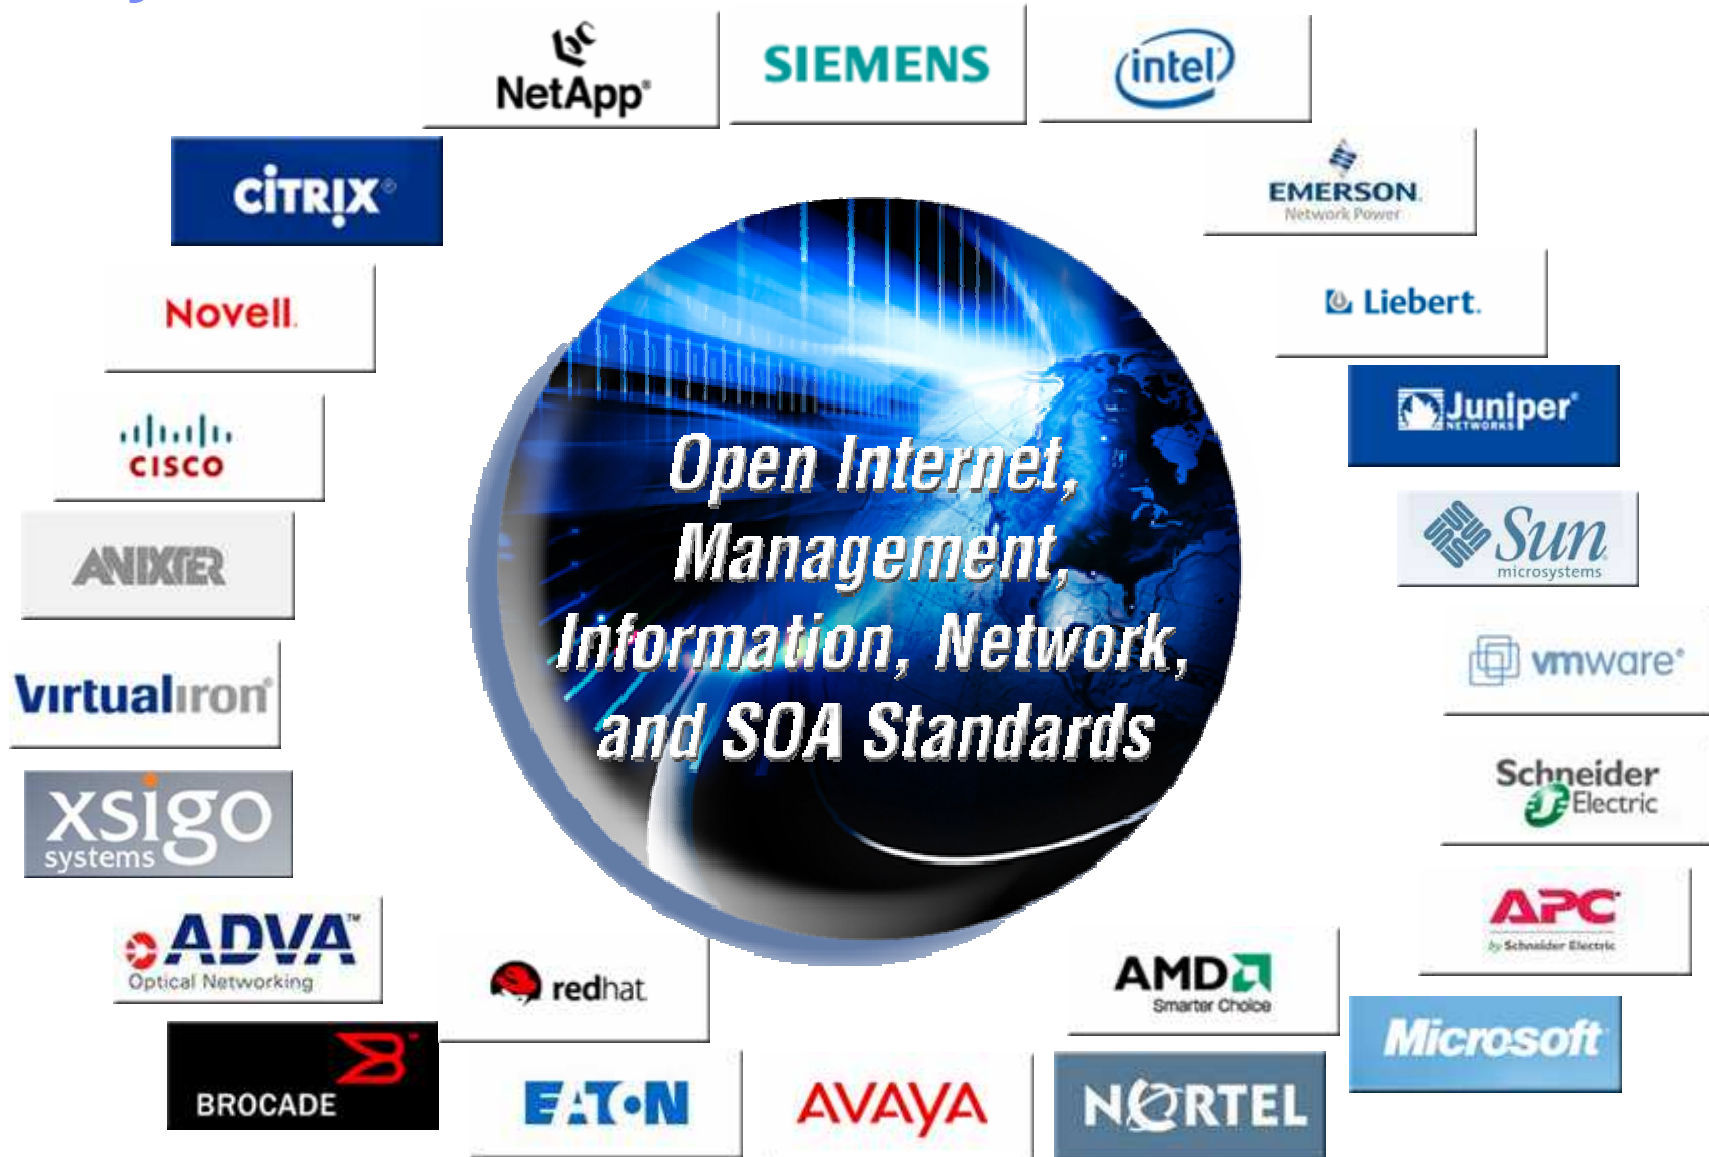 NetApp®
SIEMENS
intel
CITRIX®
EMERSON.
Network Power
Novell.
Liebert.
CISCO
Juniper®
NETWORKS
Open Internet,
Management,
Information, Network,
and SOA Standards
Sun
microsystems
ANIXTER
vmware®
virtualiron®
Schneider
Electric
xsigo
systems
APC
by Schneider Electric
ADVA™
Optical Networking
redhat.
AMD
Smarter Choice
Microsoft
BROCADE
EATON
AVAYA
NORTEL